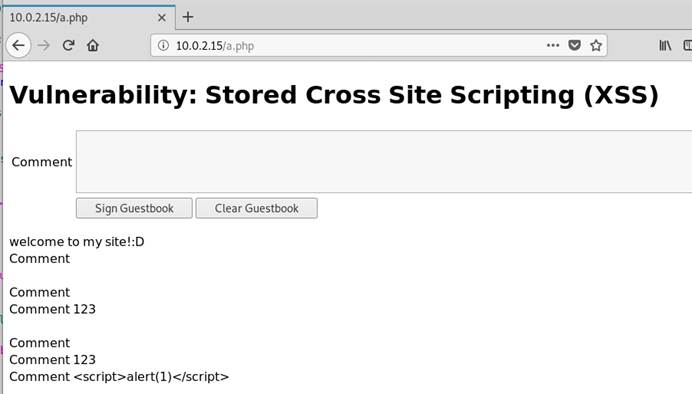 10.0.2.15/a.php
10.0.2.15/a.php
Vulnerability: Stored Cross Site Scripting (XSS)
Comment
Sign Guestbook Clear Guestbook
welcome to my site!:D
Comment
Comment
Comment 123
Comment
Comment 123
Comment <script>alert(1)</script>